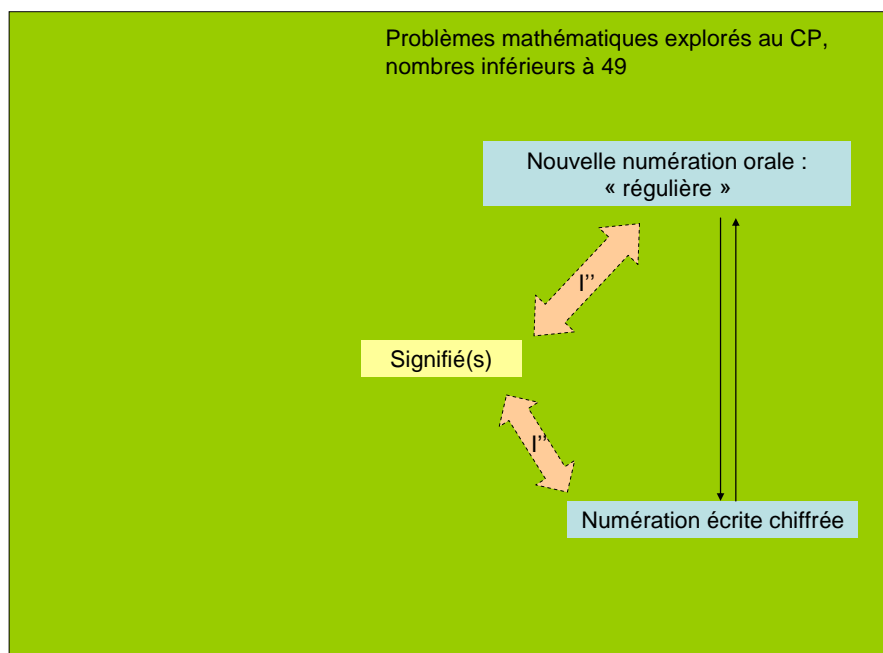 Problèmes mathématiques explorés au CP,
nombres inférieurs à 49
Nouvelle numération orale :
« régulière »
I’’
Signifié(s)
I’’
Numération écrite chiffrée